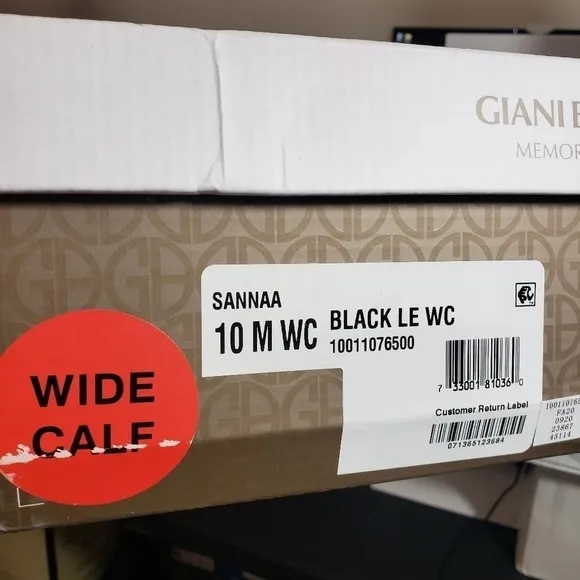 GIANI B
MEMOR
SANNAA
10 M WC
BLACK LE WC
10011076500
7 33001 81036 0
Customer Return Label
071365123684
WIDE
CALF
100110765
FA20
0920
23867
43114